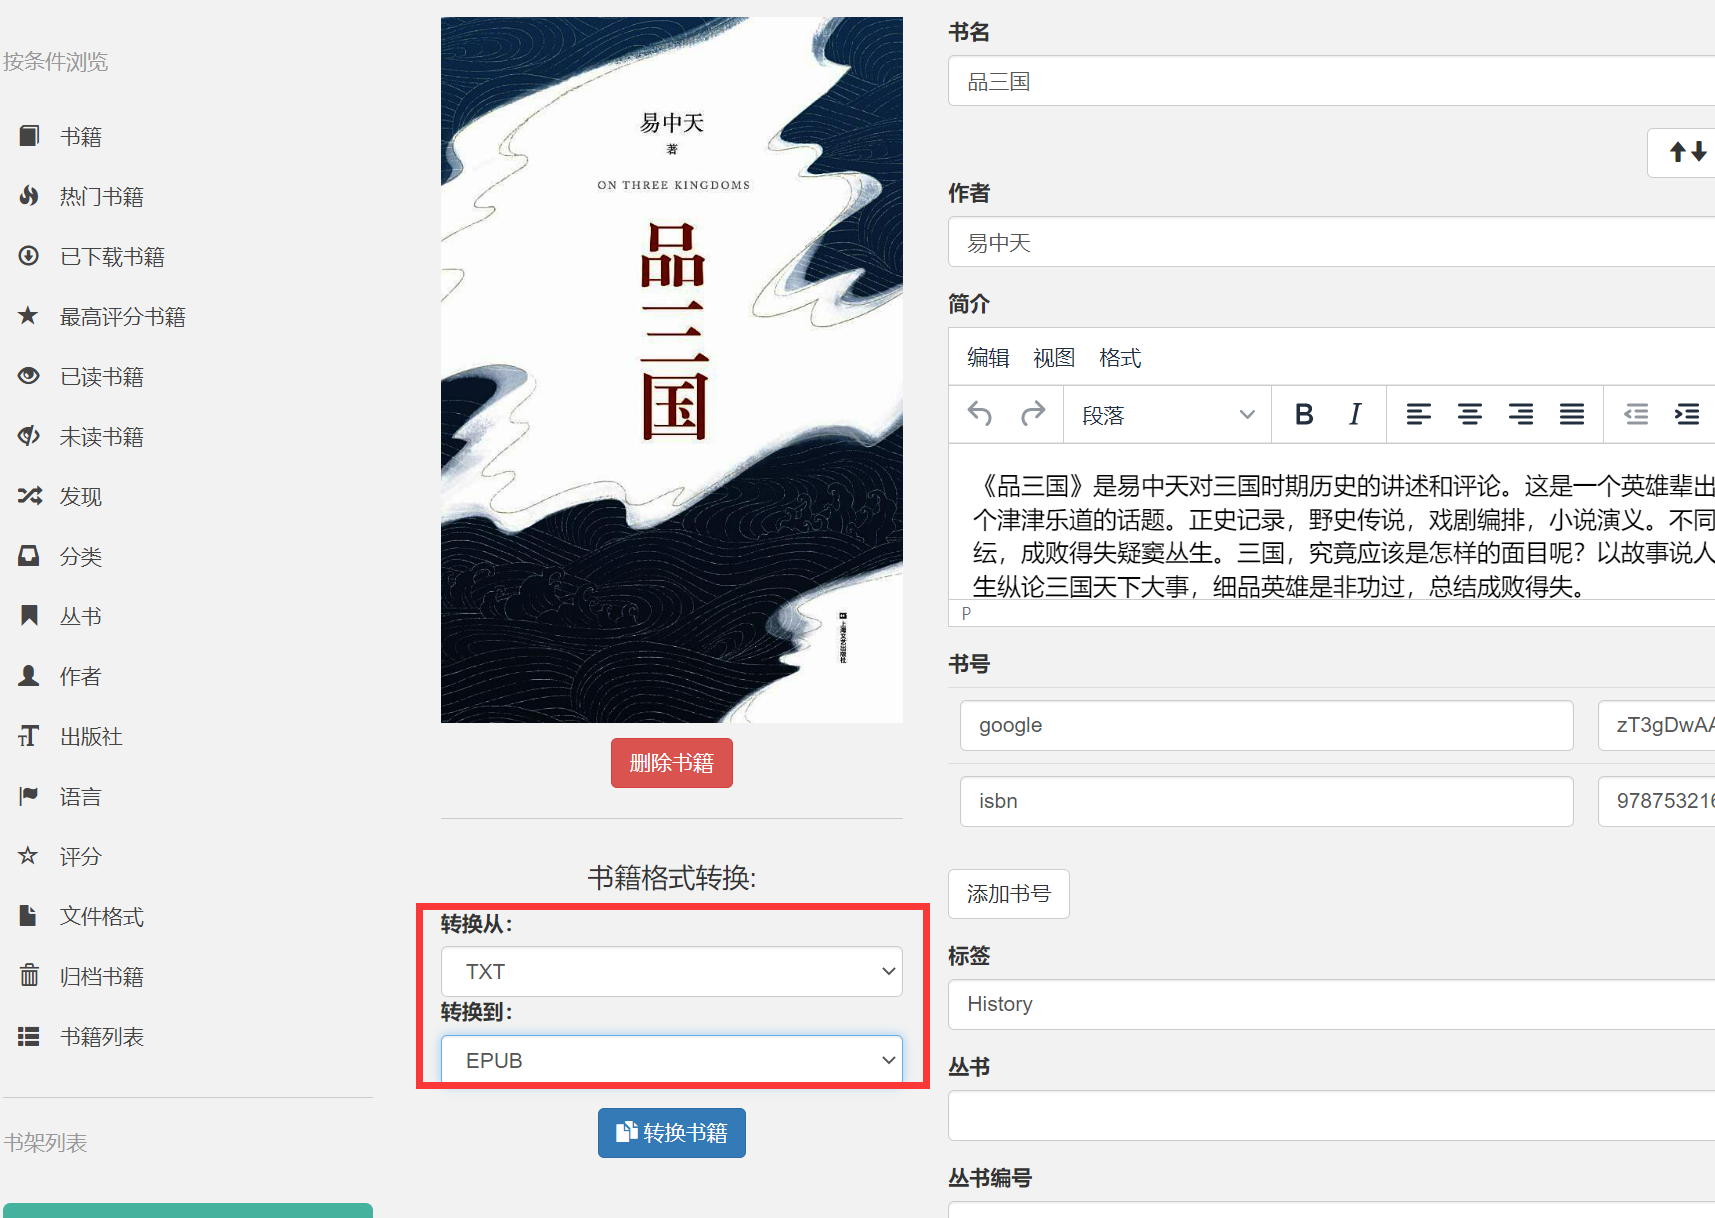 按条件浏览
书籍
热门书籍
已下载书籍
最高评分书籍
已读书籍
未读书籍
发现
分类
丛书
作者
出版社
语言
评分
文件格式
归档书籍
书籍列表
书架列表
易中天
著
ON THREE KINGDOMS
品三国
上海文艺出版社
删除书籍
书籍格式转换:
转换从:
TXT
转换到:
EPUB
转换书籍
书名
品三国
作者
易中天
简介
编辑 视图 格式
段落 B I
《品三国》是易中天对三国时期历史的讲述和评论。这是一个英雄辈出
个津津乐道的话题。正史记录，野史传说，戏剧编排，小说演义。不同
纭，成败得失疑窦丛生。三国，究竟应该是怎样的面目呢？以故事说人
生纵论三国天下大事，细品英雄是非功过，总结成败得失。
P
书号
google zT3gDwAA
isbn 978753216
添加书号
标签
History
丛书
丛书编号